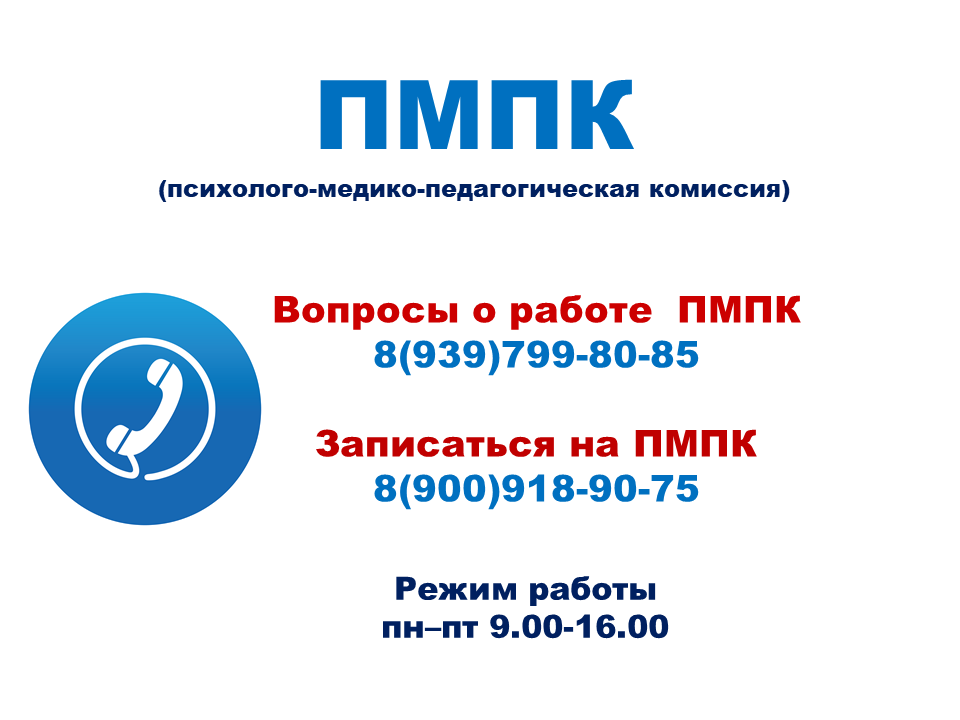 ПМПК
(психолого-медико-педагогическая комиссия)
Вопросы о работе ПМПК
8(939)799-80-85
Записаться на ПМПК
8(900)918-90-75
Режим работы
пн–пт 9.00-16.00